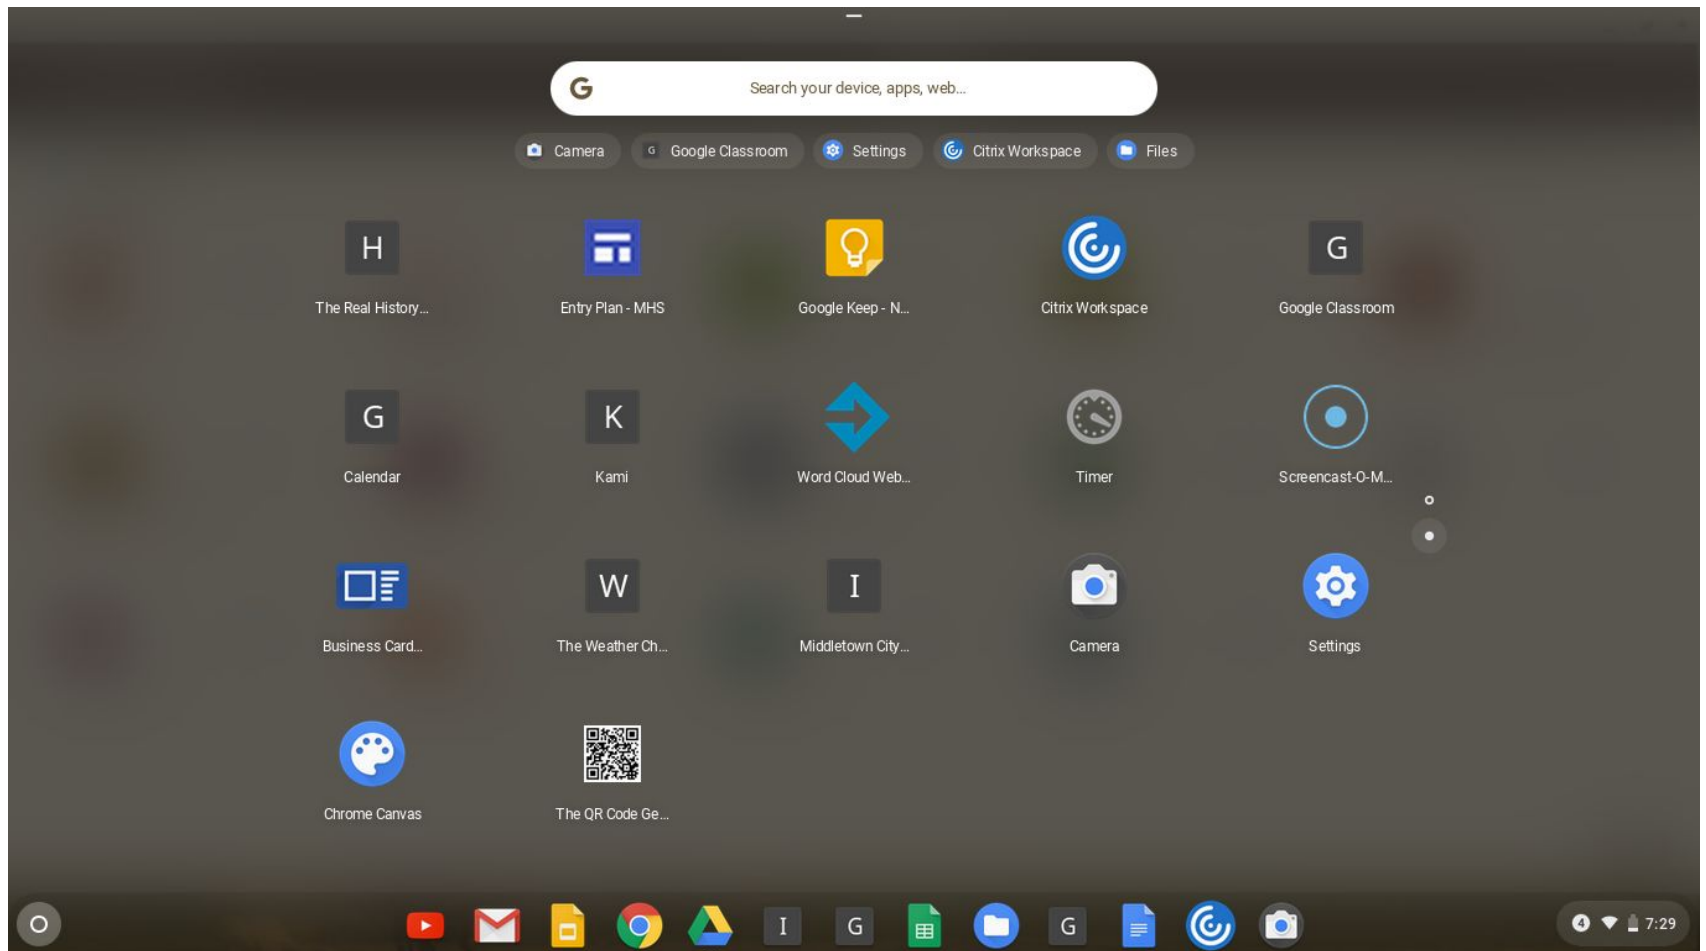 G Search your device, apps, web...
Camera G Google Classroom Settings Citrix Workspace Files
H G
The Real History... Entry Plan - MHS Google Keep - N... Citrix Workspace Google Classroom
G K
Calendar Kami Word Cloud Web... Timer Screencast-O-M...
W I
Business Card... The Weather Ch... Middletown City... Camera Settings
Chrome Canvas The QR Code Ge...
I G G 4 7:29